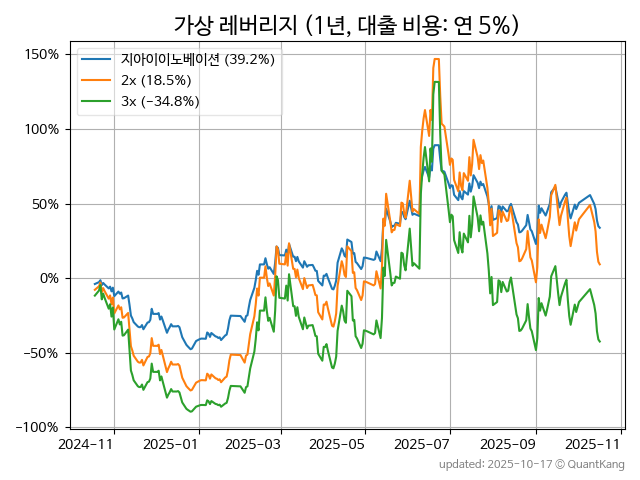 가상 레버리지 (1년, 대출 비용: 연 5%)
지아이이노베이션 (39.2%)
2x (18.5%)
3x (−34.8%)
150%
100%
50%
0%
−50%
−100%
2024-11 2025-01 2025-03 2025-05 2025-07 2025-09 2025-11
updated: 2025-10-17 © QuantKang